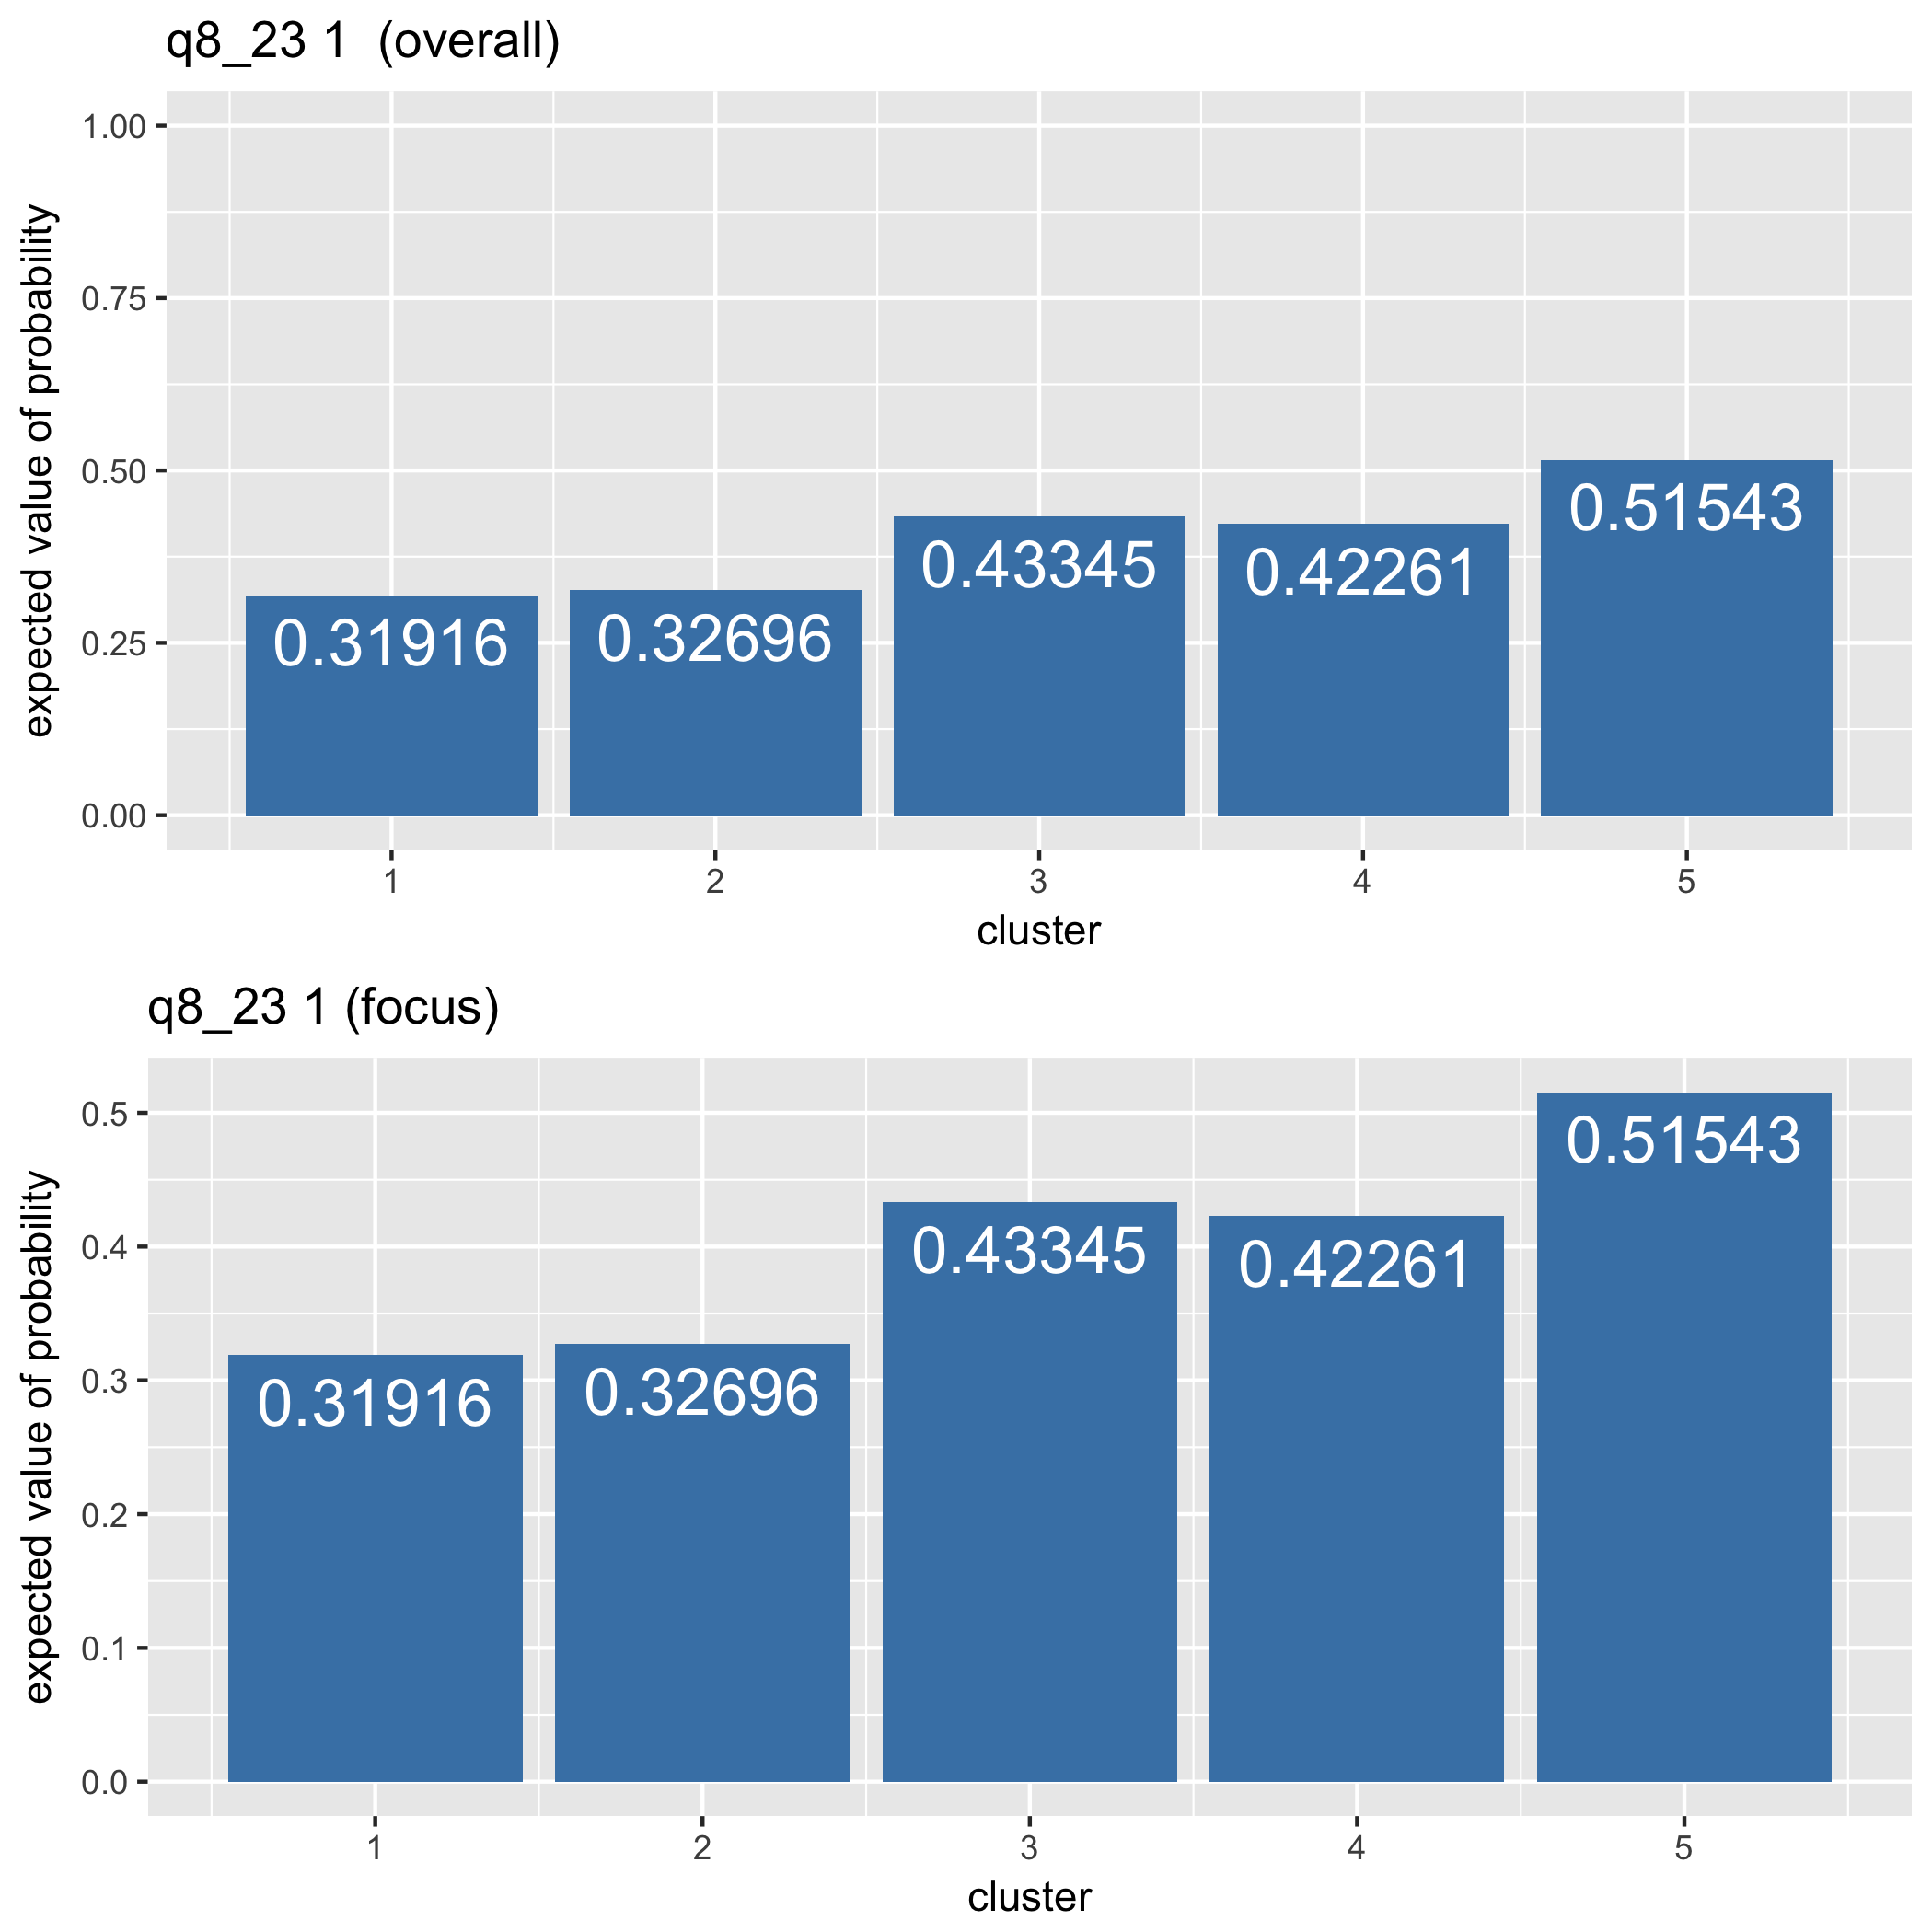 q8_23 1  (overall)
expected value of probability
1.00
0.75
0.50
0.25
0.00
0.31916
0.32696
0.43345
0.42261
0.51543
1 2 3 4 5
cluster
q8_23 1 (focus)
expected value of probability
0.5
0.4
0.3
0.2
0.1
0.0
0.31916
0.32696
0.43345
0.42261
0.51543
1 2 3 4 5
cluster